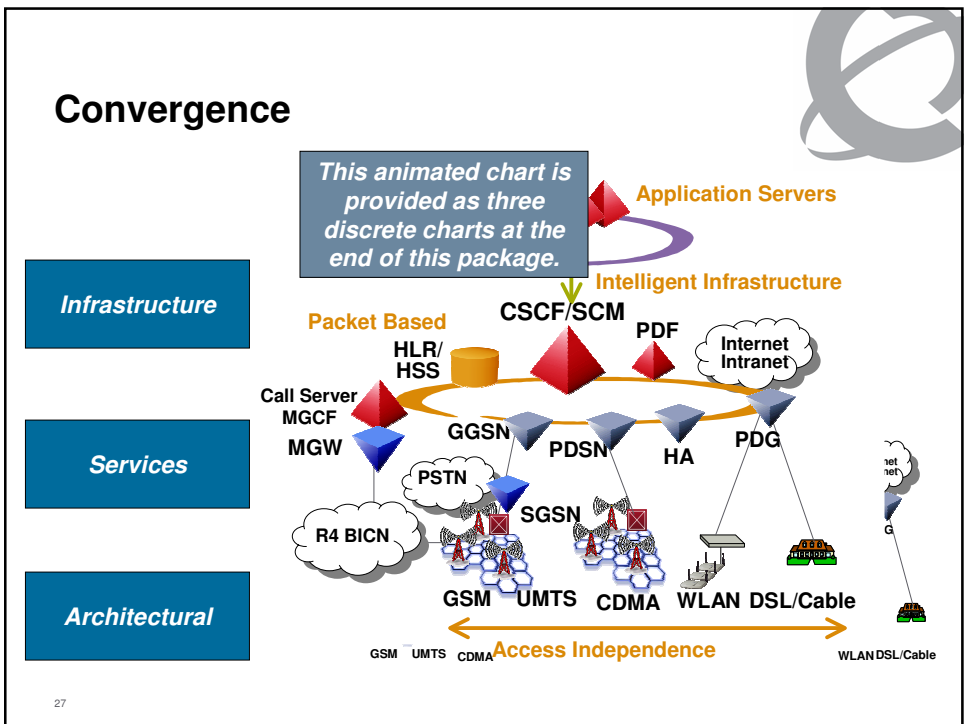 Convergence
This animated chart is
provided as three
discrete charts at the
end of this package.
Application Servers
Intelligent Infrastructure
Infrastructure
Services
Architectural
Packet Based
CSCF/SCM
PDF
HLR/
HSS
Internet
Intranet
Call Server
MGCF
MGW
GGSN
PDSN
HA
PDG
PSTN
SGSN
R4 BICN
GSM
UMTS
CDMA
WLAN
DSL/Cable
Access Independence
GSM
UMTS
CDMA
WLAN
DSL/Cable
27